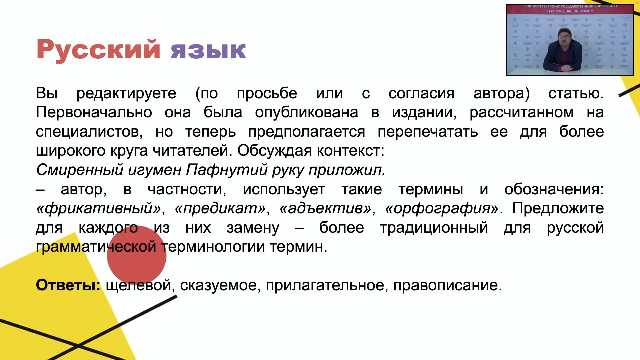 Русский язык
Вы редактируете (по просьбе или с согласия автора) статью.
Первоначально она была опубликована в издании, рассчитанном на
специалистов, но теперь предполагается перепечатать ее для более
широкого круга читателей. Обсуждая контекст:
Смиренный игумен Пафнутий руку приложил.
– автор, в частности, использует такие термины и обозначения:
«фрикативный», «предикат», «адъектив», «орфография». Предложите
для каждого из них замену – более традиционный для русской
грамматической терминологии термин.
Ответы: щелевой, сказуемое, прилагательное, правописание.